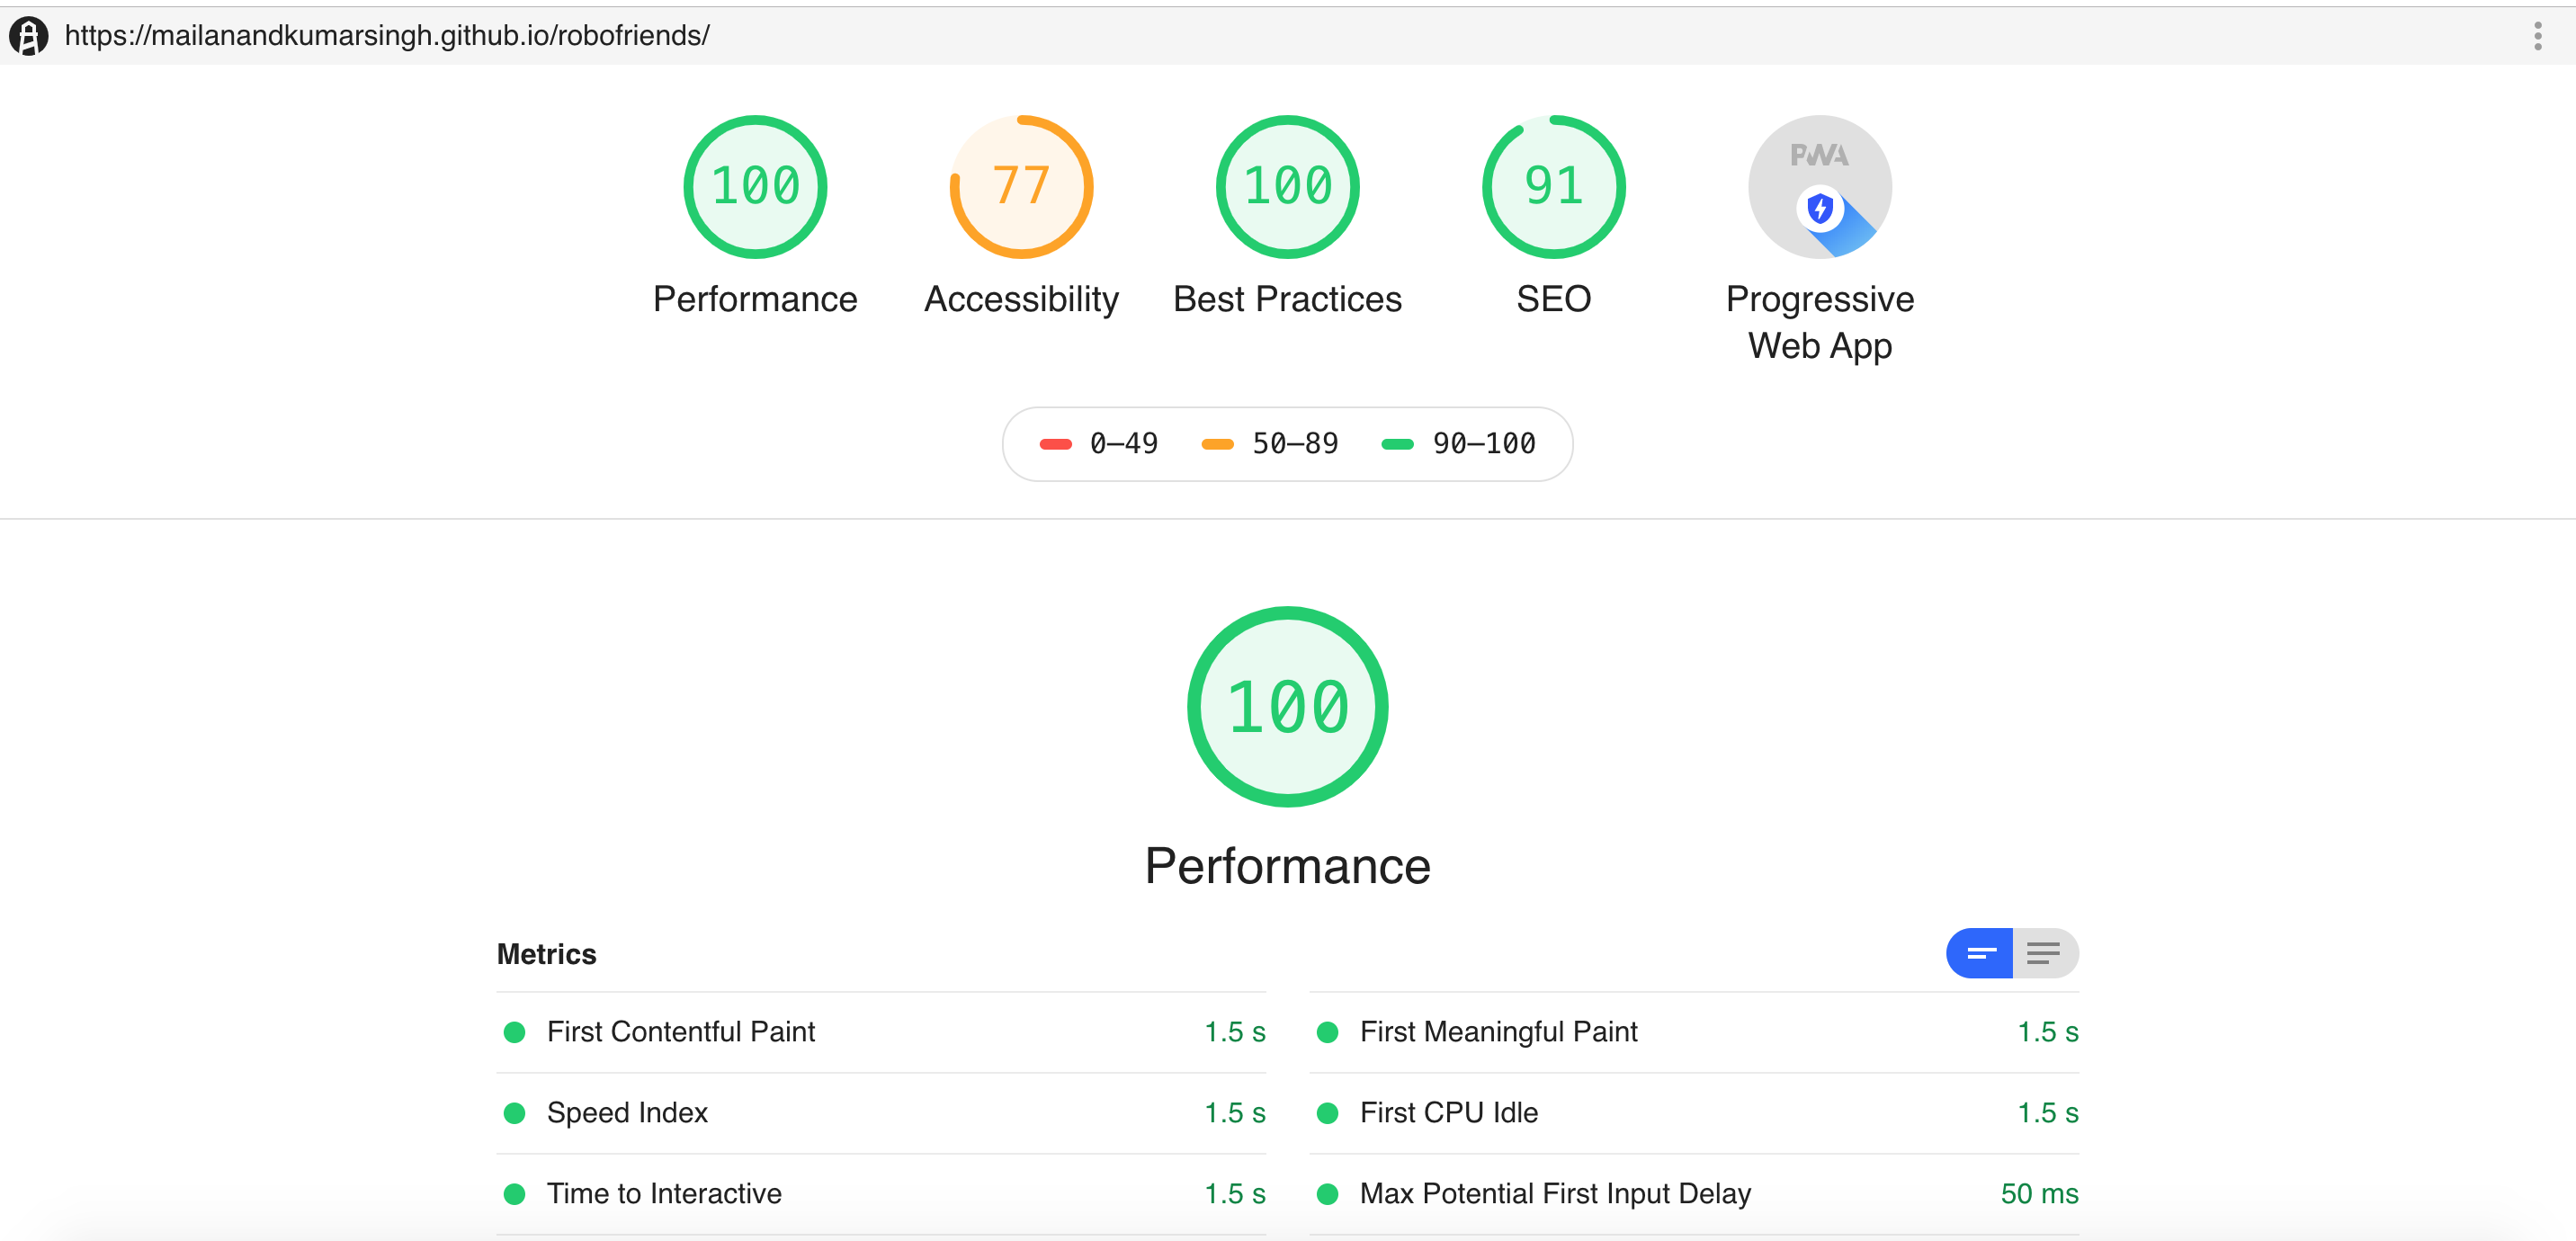 https://mailanandkumarsingh.github.io/robofriends/
100 77 100 91 PWA
Performance Accessibility Best Practices SEO Progressive
Web App
0–49 50–89 90–100
100
Performance
Metrics
First Contentful Paint 1.5 s First Meaningful Paint 1.5 s
Speed Index 1.5 s First CPU Idle 1.5 s
Time to Interactive 1.5 s Max Potential First Input Delay 50 ms